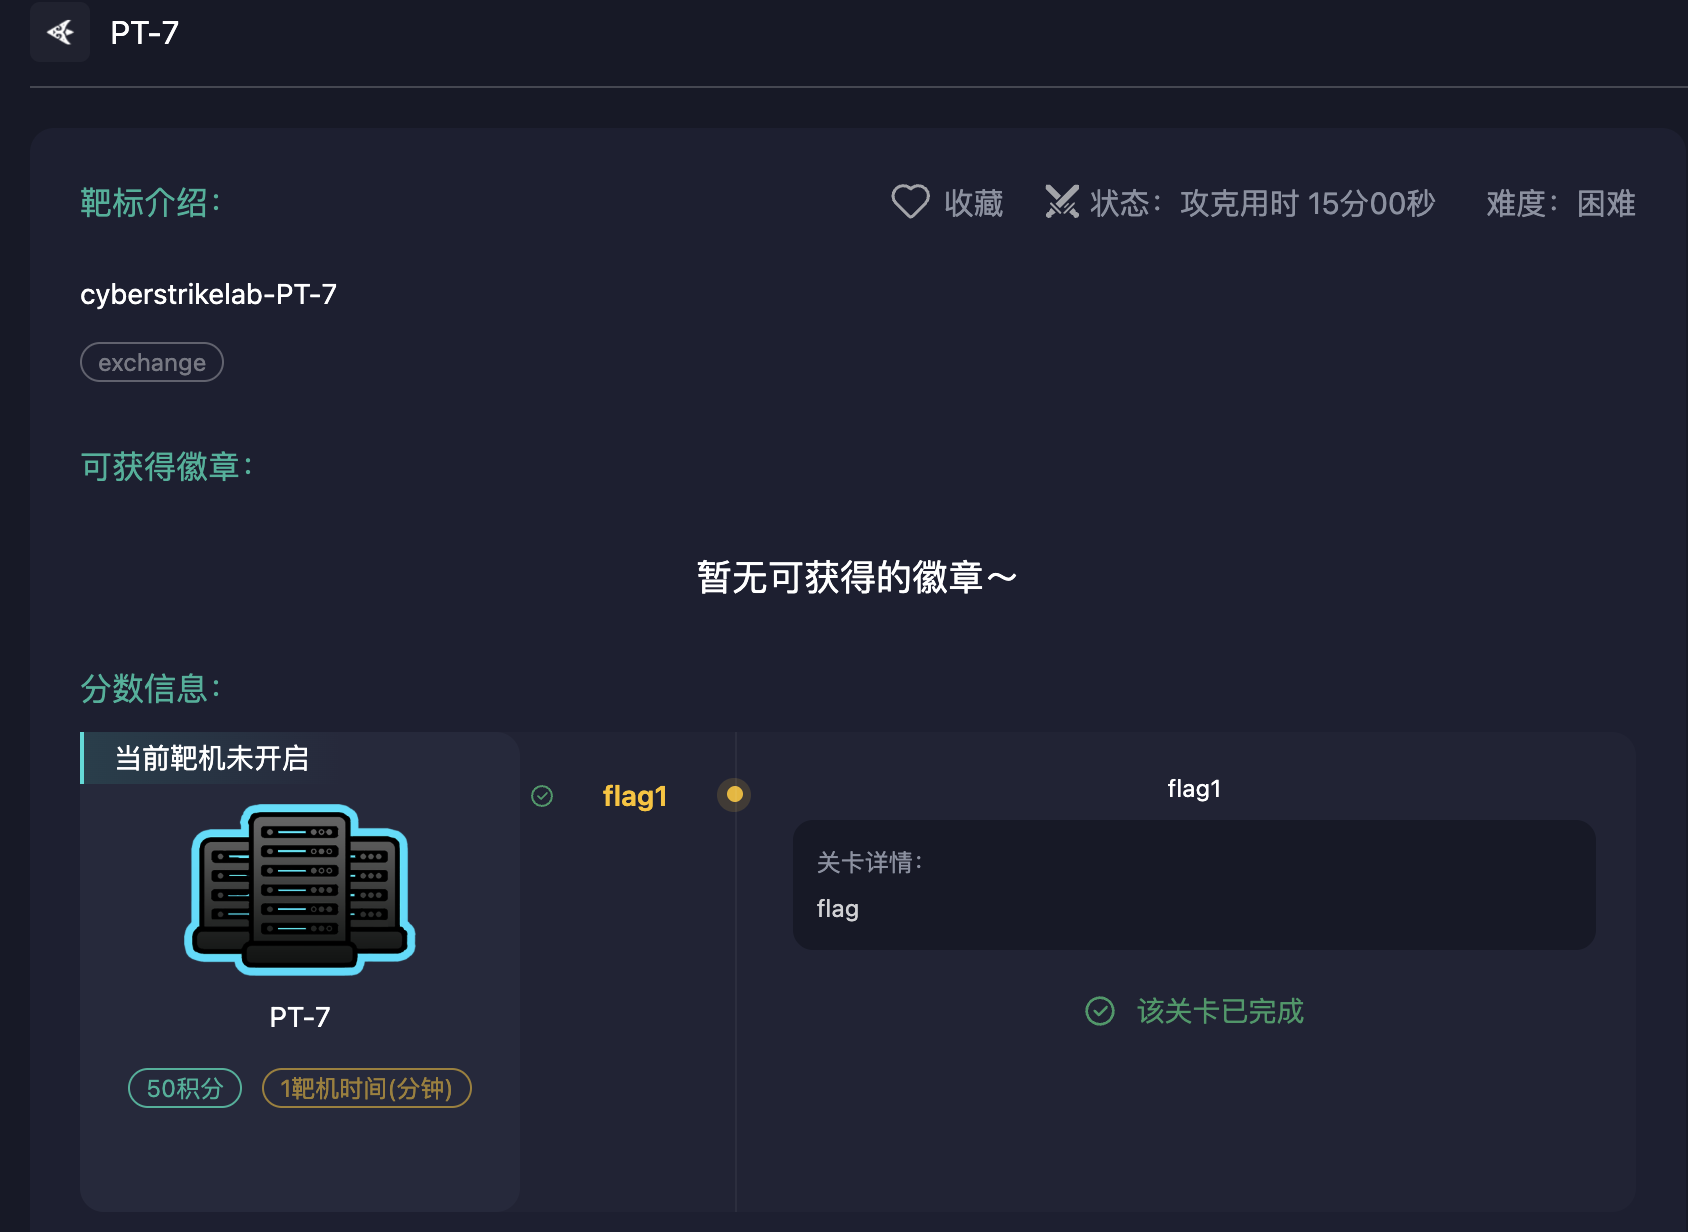 PT-7
靶标介绍：
收藏
状态：攻克用时 15分00秒
难度：困难
cyberstrikelab-PT-7
exchange
可获得徽章：
暂无可获得的徽章～
分数信息：
当前靶机未开启
flag1
flag1
关卡详情：
flag
该关卡已完成
PT-7
50积分
1靶机时间(分钟)